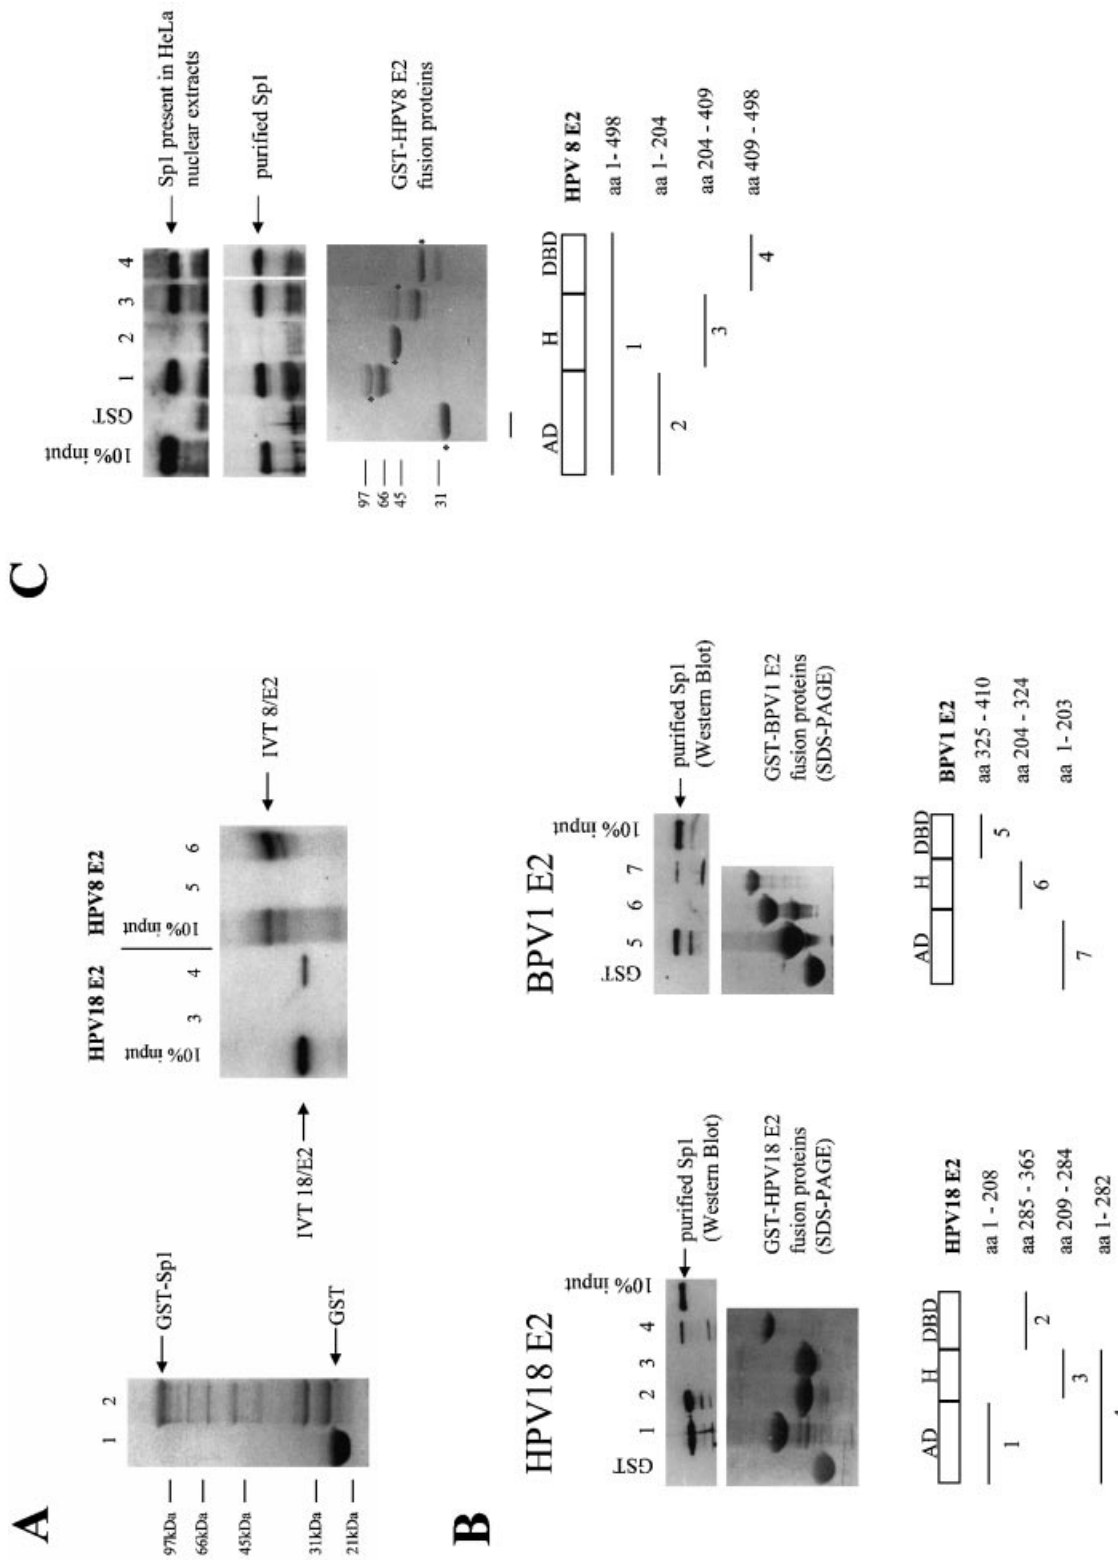 A
1 2
97kDa
66kDa
45kDa
31kDa
21kDa
GST-Sp1
GST
HPV18 E2 HPV8 E2
10% input 3 4 10% input 5 6
IVT 18/E2
IVT 8/E2
B
HPV18 E2
GST 1 2 3 4 10% input
purified Sp1
(Western Blot)
GST-HPV18 E2
fusion proteins
(SDS-PAGE)
AD H DBD HPV18 E2
1 aa 1 - 208
2 aa 285 - 365
3 aa 209 - 284
aa 1 - 282
BPV1 E2
GST 5 6 7 10% input
purified Sp1
(Western Blot)
GST-BPV1 E2
fusion proteins
(SDS-PAGE)
AD H DBD BPV1 E2
5 aa 325 - 410
6 aa 204 - 324
7 aa 1 - 203
C
10% input GST 1 2 3 4
Sp1 present in HeLa
nuclear extracts
purified Sp1
97
66
45
31
GST-HPV8 E2
fusion proteins
AD H DBD HPV 8 E2
1 aa 1 - 498
2 aa 1 - 204
3 aa 204 - 409
4 aa 409 - 498